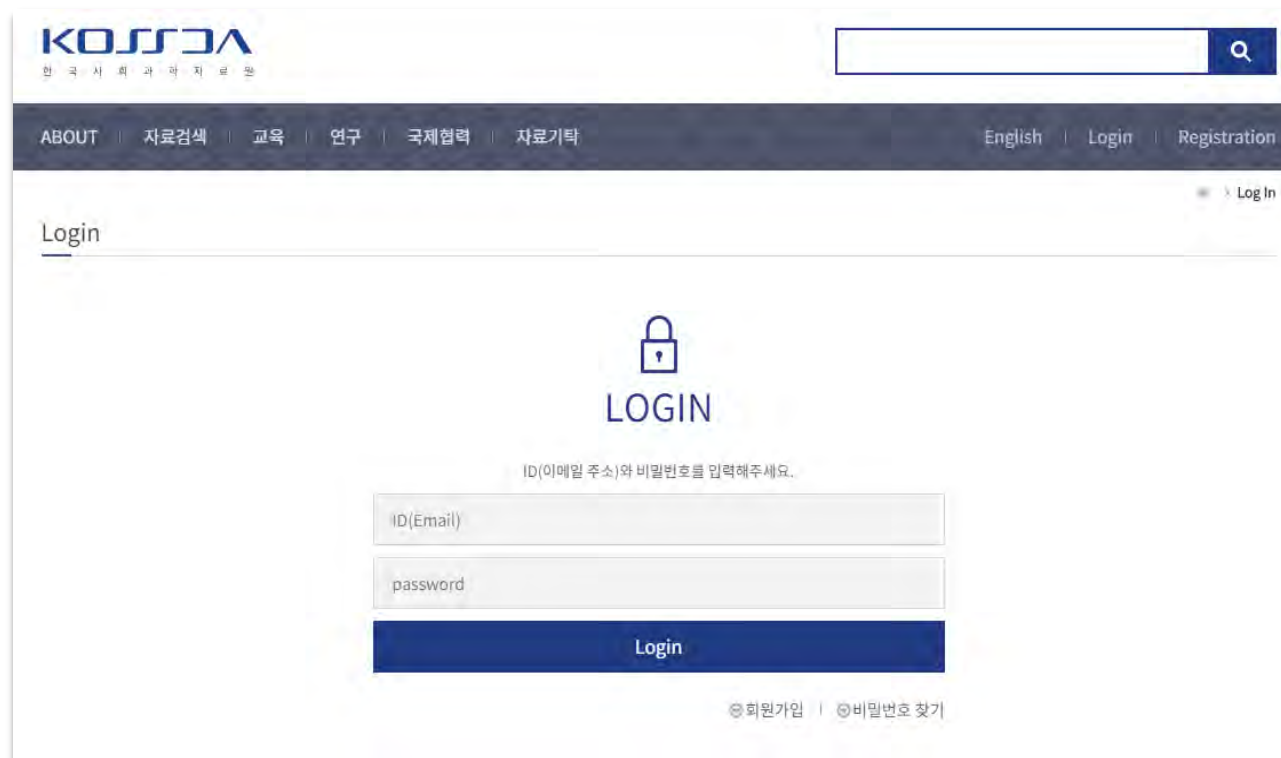 KOSSDA
한국사회과학자료원
ABOUT 자료검색 교육 연구 국제협력 자료기탁 English Login Registration
> Log In
Login
LOGIN
ID(이메일 주소)와 비밀번호를 입력해주세요.
ID(Email)
password
Login
회원가입 비밀번호 찾기